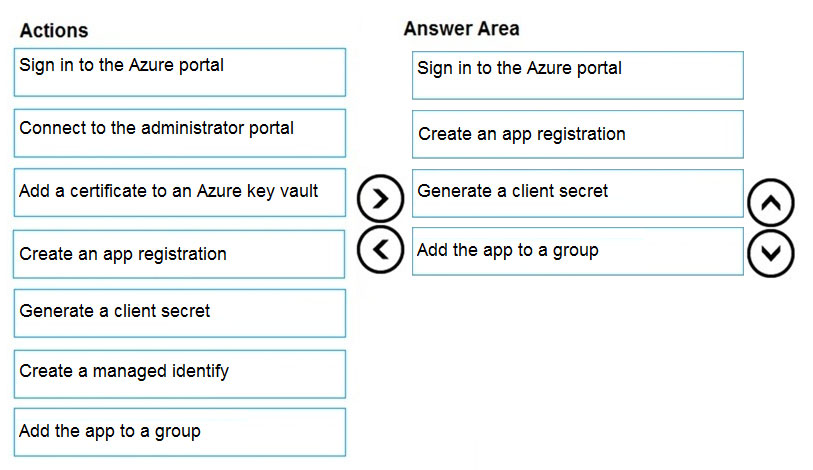 Actions
Sign in to the Azure portal
Connect to the administrator portal
Add a certificate to an Azure key vault
Create an app registration
Generate a client secret
Create a managed identify
Add the app to a group
Answer Area
Sign in to the Azure portal
Create an app registration
Generate a client secret
Add the app to a group